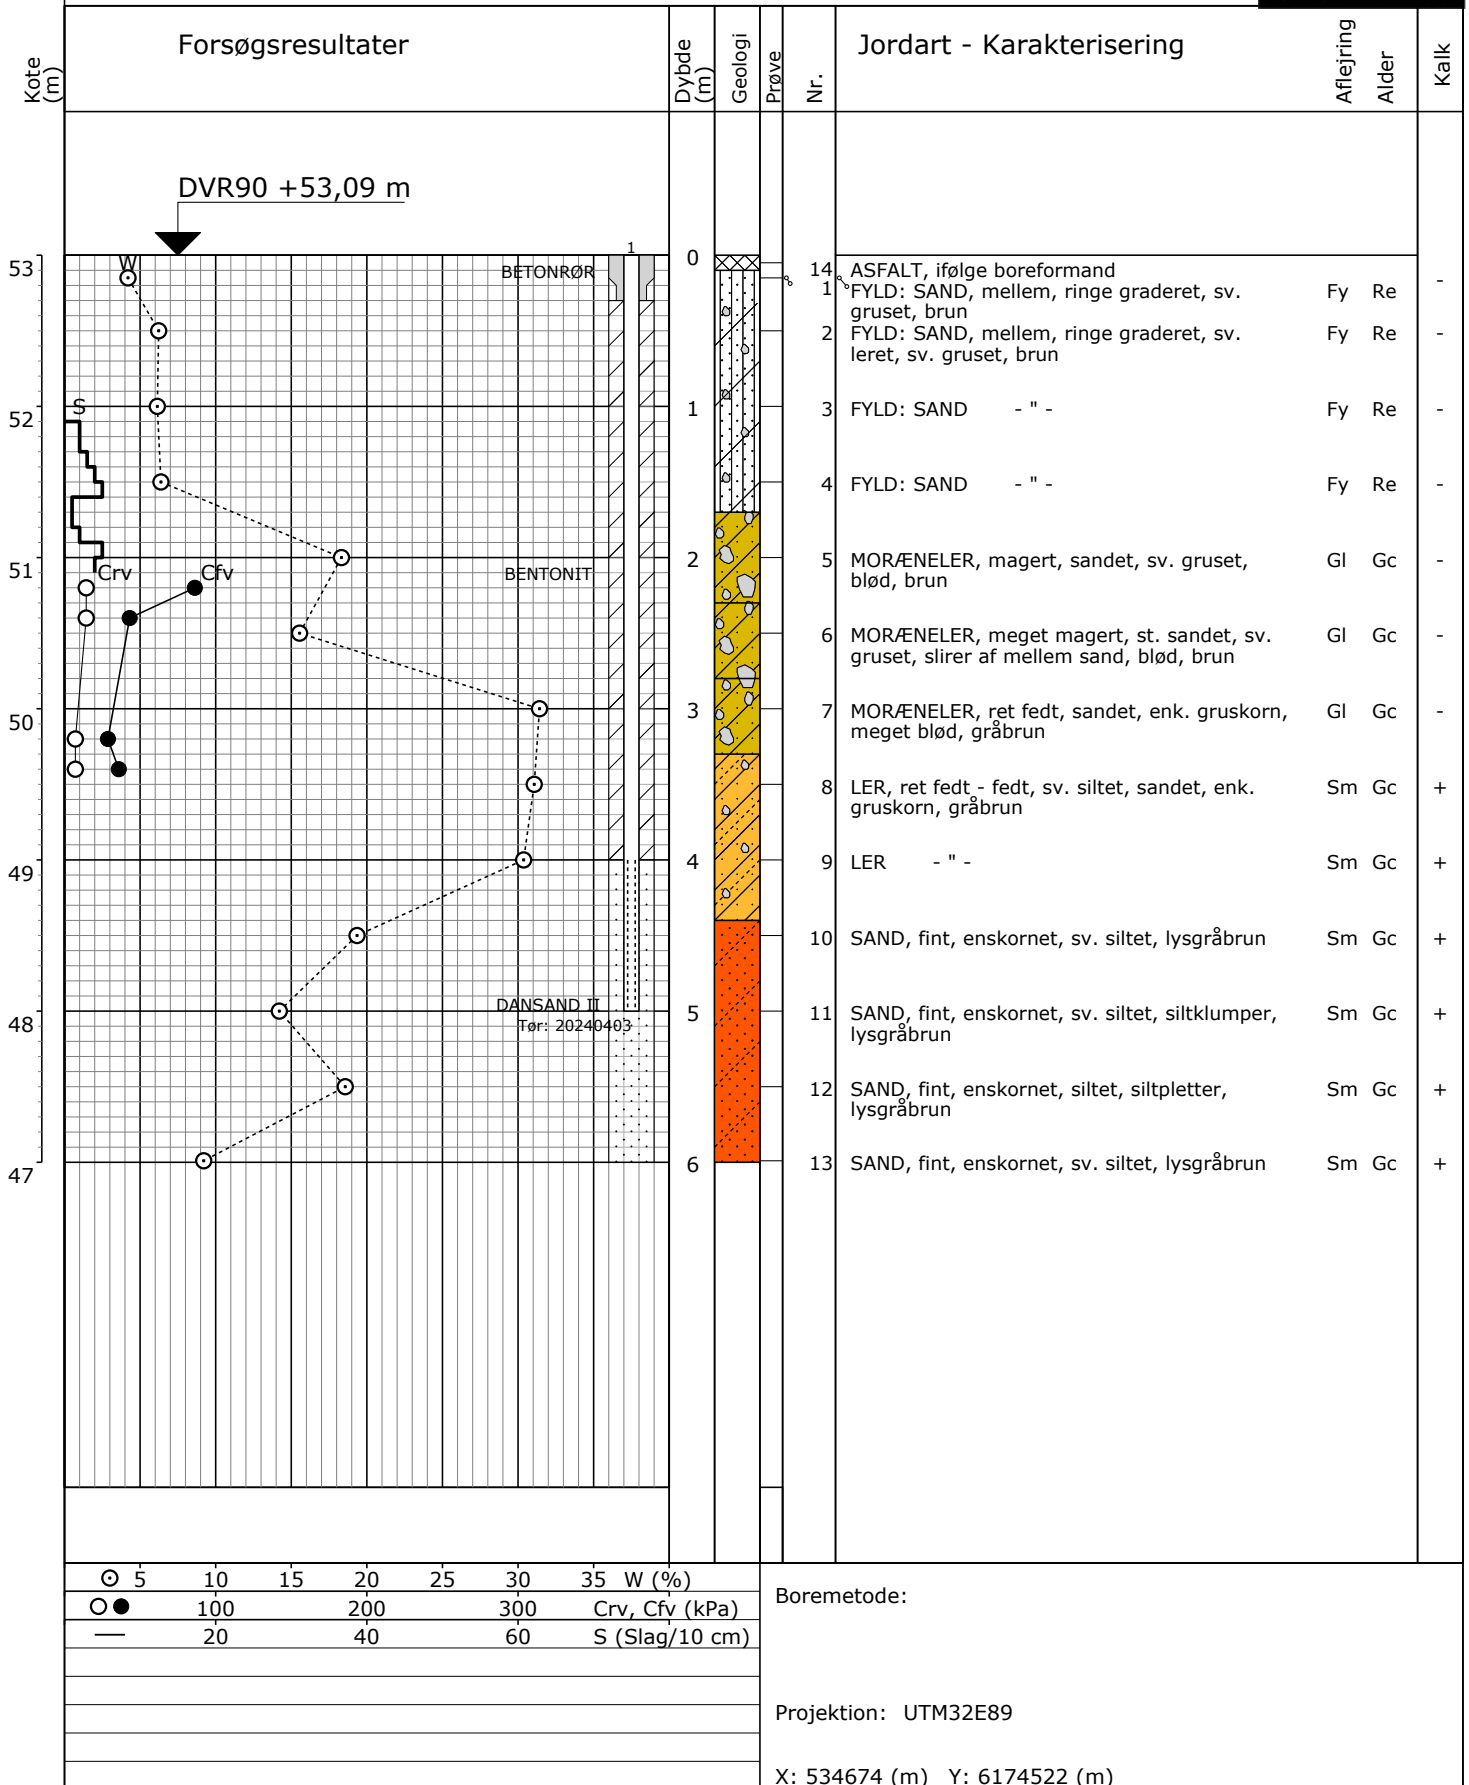 Kote (m)
Forsøgsresultater
Dybde (m)
Geologi
Prøve
Nr.
Jordart - Karakterisering
Aflejring
Alder
Kalk
DVR90 +53,09 m
53
W
BETONRØR
1
0
14 ASFALT, ifølge boreformand
1 FYLD: SAND, mellem, ringe graderet, sv. Fy Re -
gruset, brun
2 FYLD: SAND, mellem, ringe graderet, sv. Fy Re -
leret, sv. gruset, brun
52
S
1
3 FYLD: SAND - " - Fy Re -
4 FYLD: SAND - " - Fy Re -
51
Crv
Cfv
BENTONIT
2
5 MORÆNELER, magert, sandet, sv. gruset, Gl Gc -
blød, brun
6 MORÆNELER, meget magert, st. sandet, sv. Gl Gc -
gruset, slirer af mellem sand, blød, brun
50
3
7 MORÆNELER, ret fedt, sandet, enk. gruskorn, Gl Gc -
meget blød, gråbrun
8 LER, ret fedt - fedt, sv. siltet, sandet, enk. Sm Gc +
gruskorn, gråbrun
49
4
9 LER - " - Sm Gc +
10 SAND, fint, enskornet, sv. siltet, lysgråbrun Sm Gc +
48
DANSAND II
Tør: 20240403
5
11 SAND, fint, enskornet, sv. siltet, siltklumper, Sm Gc +
lysgråbrun
12 SAND, fint, enskornet, siltet, siltpletter, Sm Gc +
lysgråbrun
47
6
13 SAND, fint, enskornet, sv. siltet, lysgråbrun Sm Gc +
5 10 15 20 25 30 35 W (%)
100 200 300 Crv, Cfv (kPa)
20 40 60 S (Slag/10 cm)
Boremetode:
Projektion: UTM32E89
X: 534674 (m) Y: 6174522 (m)